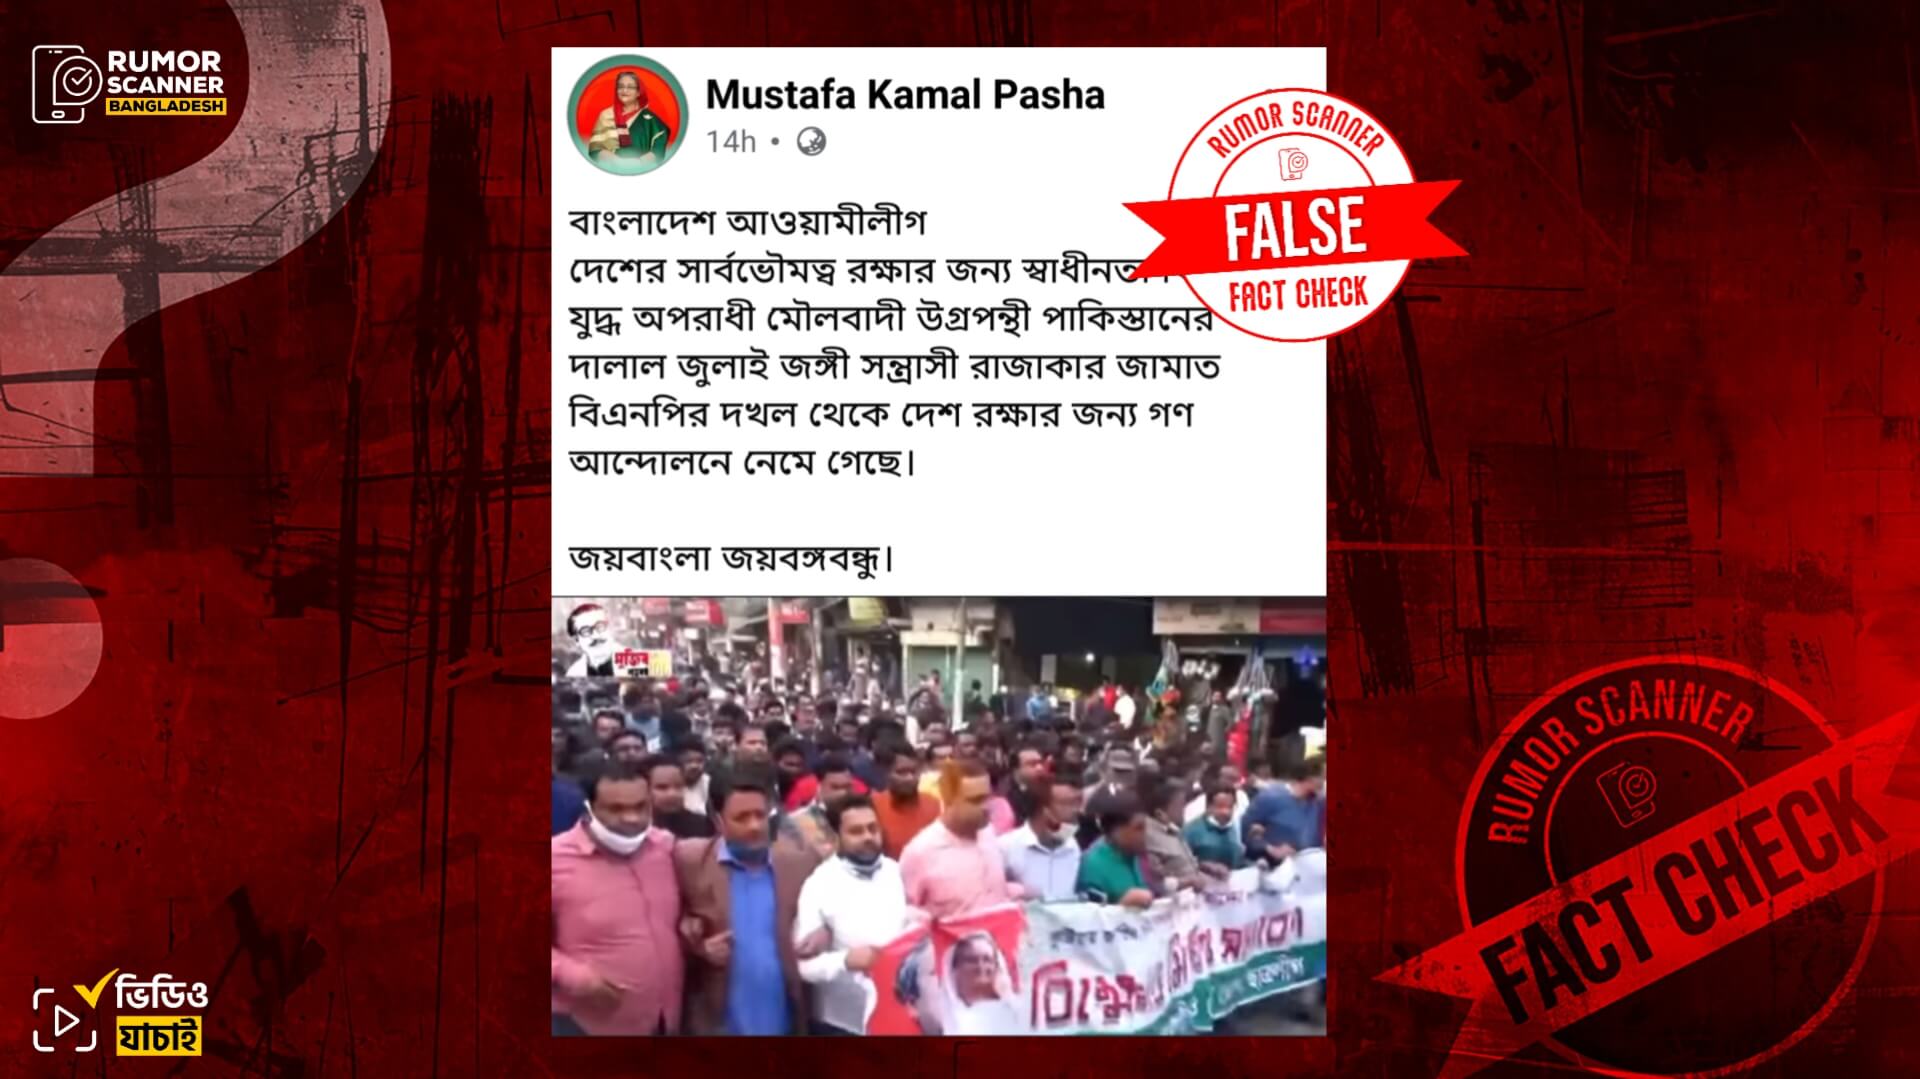 RUMOR
SCANNER
BANGLADESH
Mustafa Kamal Pasha
14h
RUMOR SCANNER
FALSE
FACT CHECK
বাংলাদেশ আওয়ামীলীগ
দেশের সার্বভৌমত্ব রক্ষার জন্য
যুদ্ধ অপরাধী মৌলবাদী উগ্রপন্থী পাকিস্তানের
দালাল জুলাই জঙ্গী সন্ত্রাসী রাজাকার জামাত
বিএনপির দখল থেকে দেশ রক্ষার জন্য গণ
আন্দোলনে নেমে গেছে।
জয়বাংলা জয়বঙ্গবন্ধু।
মুজিব
RUMOR SCANNER
FACT CHECK
ভিডিও
যাচাই